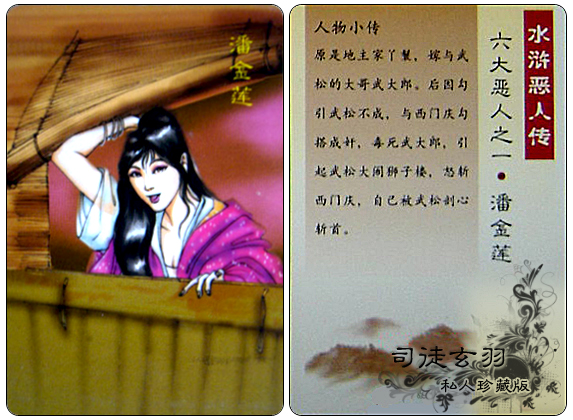 潘金莲
水浒恶人传
六大恶人之一●潘金莲
人物小传
原是地主家丫鬟，嫁与武
松的大哥武大郎。后因勾
引武松不成，与西门庆勾
搭成奸，毒死武大郎，引
起武松大闹狮子楼，怒斩
西门庆，自己被武松剖心
斩首。
司徒玄羽
私人珍藏版